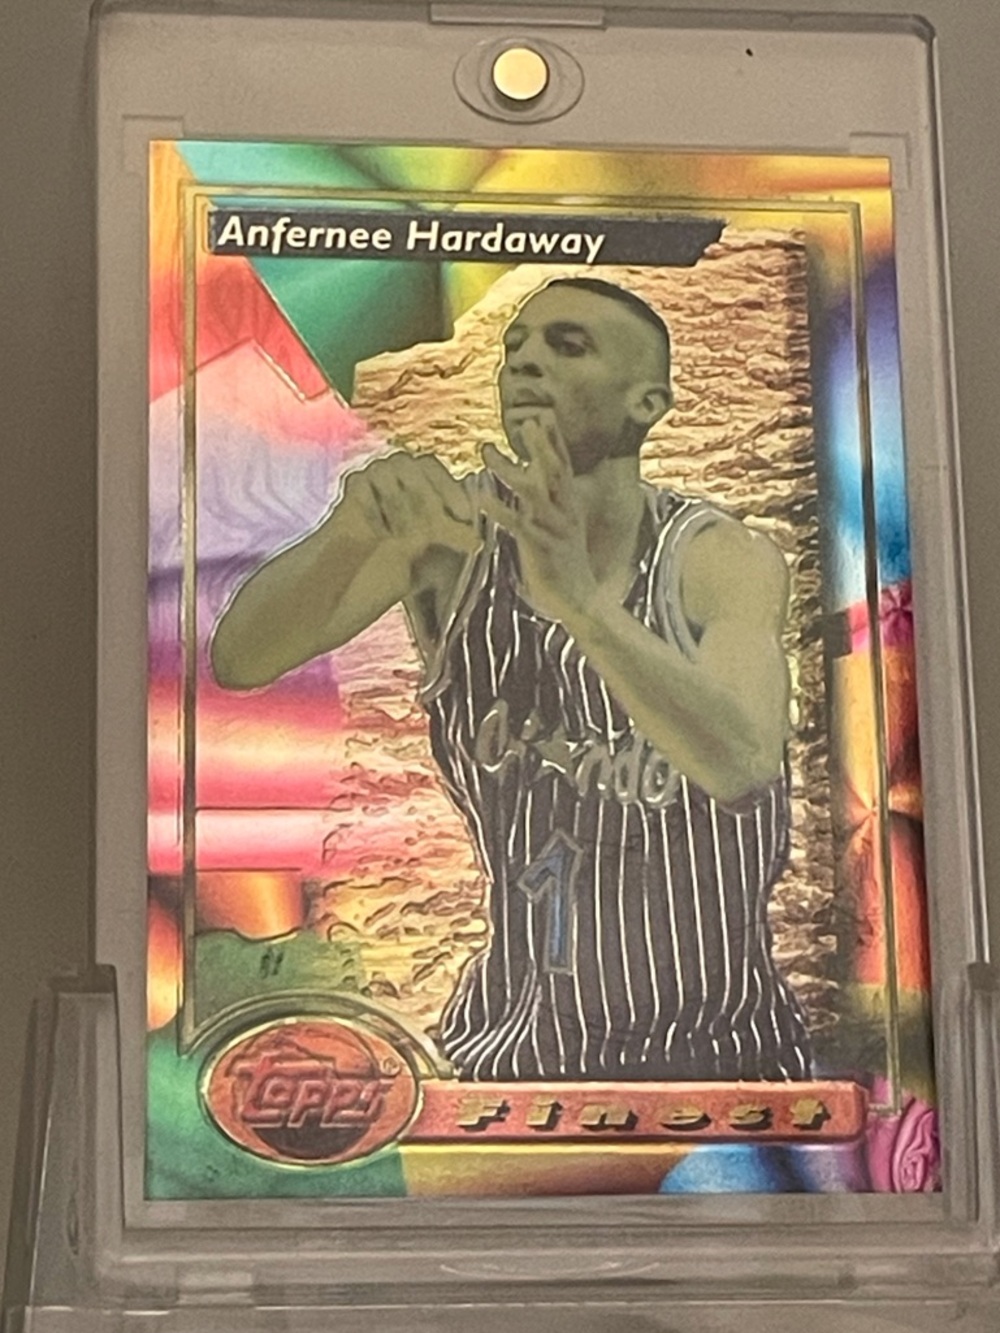 Anfernee Hardaway
Orlando
1
Topps®
Finest